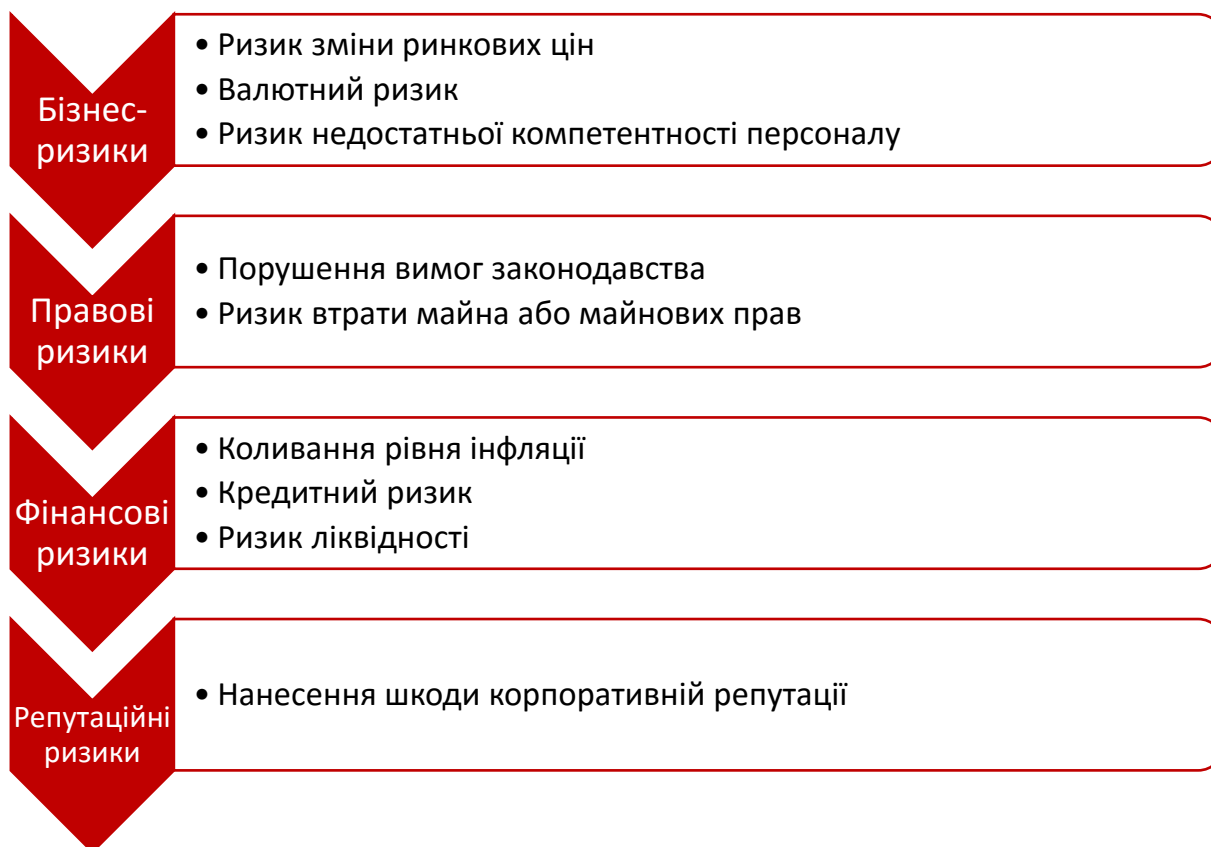 Бізнес-
ризики
• Ризик зміни ринкових цін
• Валютний ризик
• Ризик недостатньої компетентності персоналу
Правові
ризики
• Порушення вимог законодавства
• Ризик втрати майна або майнових прав
Фінансові
ризики
• Коливання рівня інфляції
• Кредитний ризик
• Ризик ліквідності
Репутаційні
ризики
• Нанесення шкоди корпоративній репутації